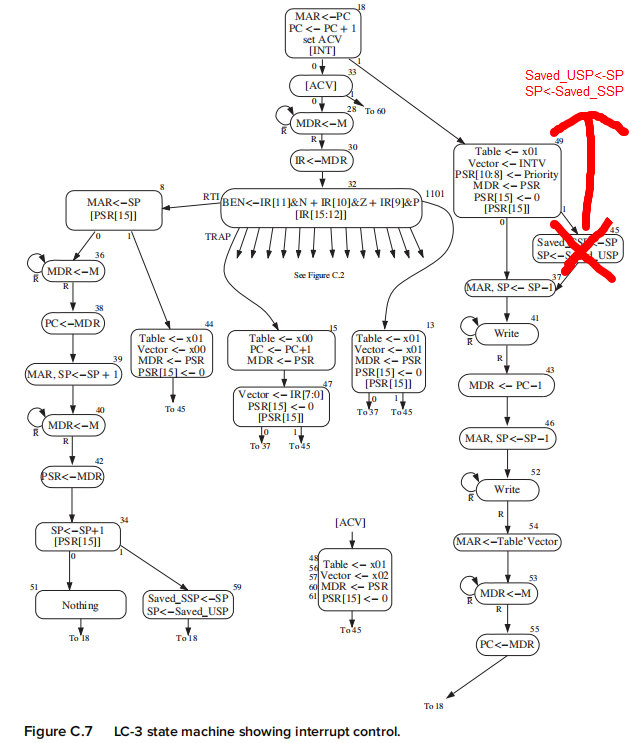 18
MAR<-PC
PC <- PC + 1
set ACV
[INT]
0
1
33
[ACV]
0
1
To 60
28
MDR<-M
R
R
30
IR<-MDR
32
BEN<-IR[11]&N + IR[10]&Z + IR[9]&P
[IR[15:12]]
RTI
TRAP
1101
See Figure C.2
8
MAR<-SP
[PSR[15]]
0
1
36
MDR<-M
R
R
38
PC<-MDR
39
MAR, SP<-SP + 1
40
MDR<-M
R
R
42
PSR<-MDR
34
SP<-SP+1
[PSR[15]]
0
1
51
Nothing
To 18
59
Saved_SSP<-SP
SP<-Saved_USP
To 18
44
Table <- x01
Vector <- x00
MDR <- PSR
PSR[15] <- 0
To 45
15
Table <- x00
PC <- PC+1
MDR <- PSR
47
Vector <- IR[7:0]
PSR[15] <- 0
[PSR[15]]
0
1
To 37
To 45
13
Table <- x01
Vector <- x01
MDR <- PSR
PSR[15] <- 0
[PSR[15]]
0
1
To 37
To 45
[ACV]
48
56
57
60
61
Table <- x01
Vector <- x02
MDR <- PSR
PSR[15] <- 0
To 45
Saved_USP<-SP
SP<-Saved_SSP
49
Table <- x01
Vector <- INTV
PSR[10:8] <- Priority
MDR <- PSR
PSR[15] <- 0
[PSR[15]]
0
1
45
<-SP
SP<-
USP
37
MAR, SP<- SP-1
41
Write
R
R
43
MDR <- PC-1
46
MAR, SP<-SP-1
52
Write
R
R
54
MAR<-Table'Vector
53
MDR<-M
R
R
55
PC<-MDR
To 18
Figure C.7 LC-3 state machine showing interrupt control.